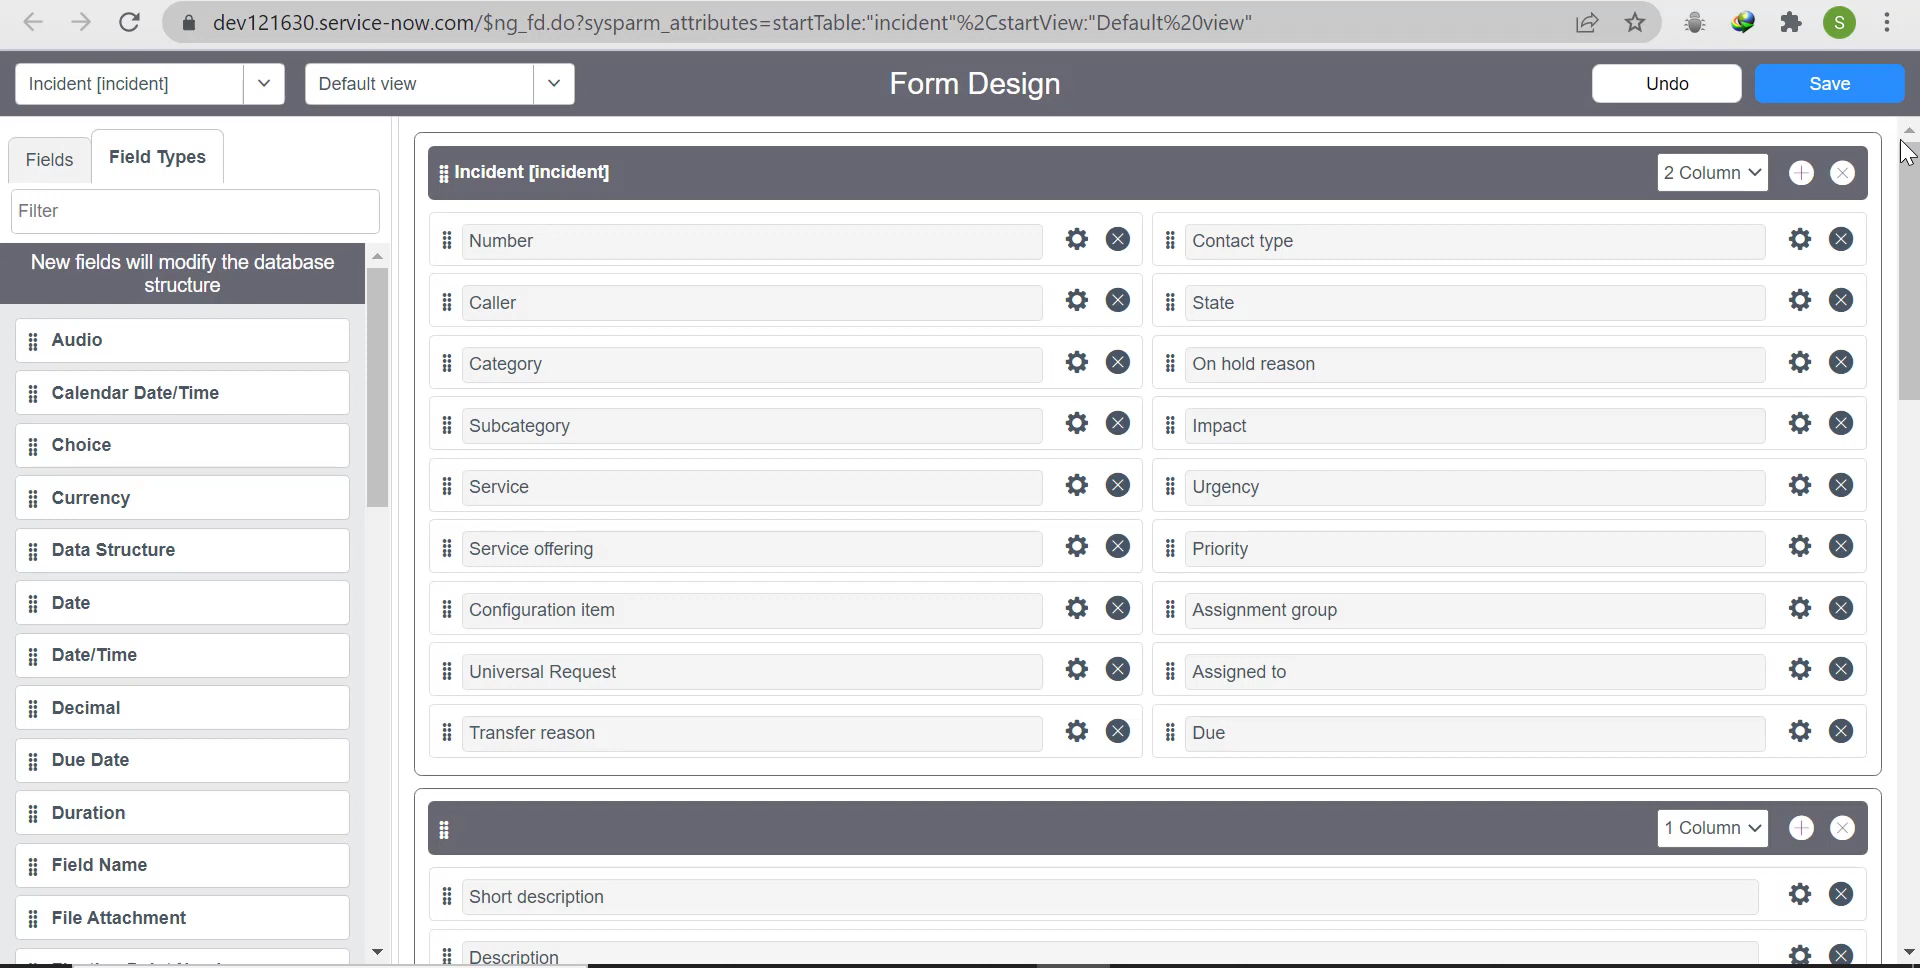 dev121630.service-now.com/$ng_fd.do?sysparm_attributes=startTable:"incident"%2CstartView:"Default%20view"
S
Incident [incident]
Default view
Form Design
Undo
Save
Fields
Field Types
Filter
New fields will modify the database
structure
Audio
Calendar Date/Time
Choice
Currency
Data Structure
Date
Date/Time
Decimal
Due Date
Duration
Field Name
File Attachment
Incident [incident]
2 Column
Number
Contact type
Caller
State
Category
On hold reason
Subcategory
Impact
Service
Urgency
Service offering
Priority
Configuration item
Assignment group
Universal Request
Assigned to
Transfer reason
Due
1 Column
Short description
Description